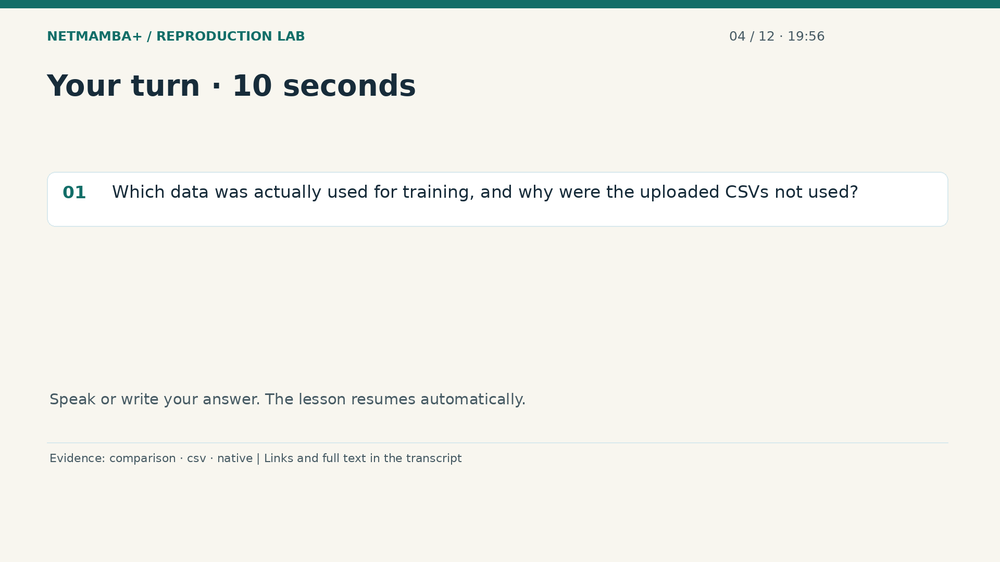 NETMAMBA+ / REPRODUCTION LAB
04 / 12 · 19:56
Your turn · 10 seconds
01 Which data was actually used for training, and why were the uploaded CSVs not used?
Speak or write your answer. The lesson resumes automatically.
Evidence: comparison · csv · native | Links and full text in the transcript